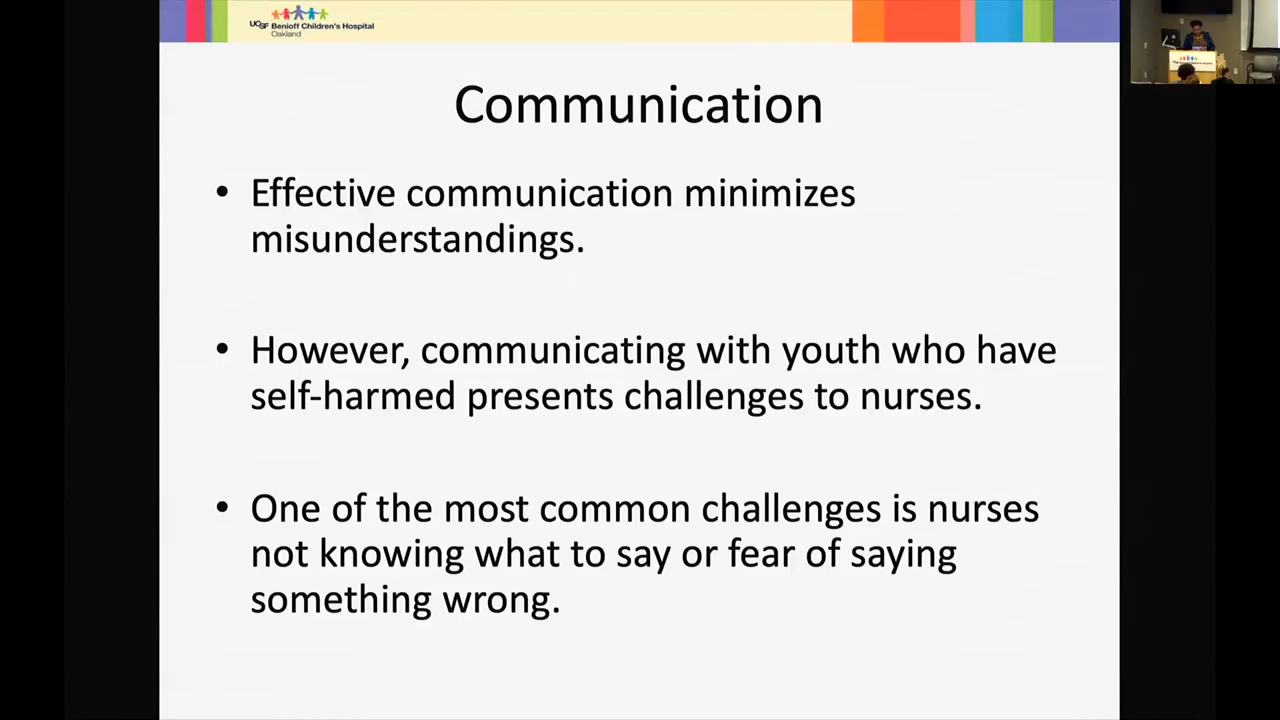 UCSF Benioff Children's Hospital
Oakland
Communication
• Effective communication minimizes
misunderstandings.
• However, communicating with youth who have
self-harmed presents challenges to nurses.
• One of the most common challenges is nurses
not knowing what to say or fear of saying
something wrong.